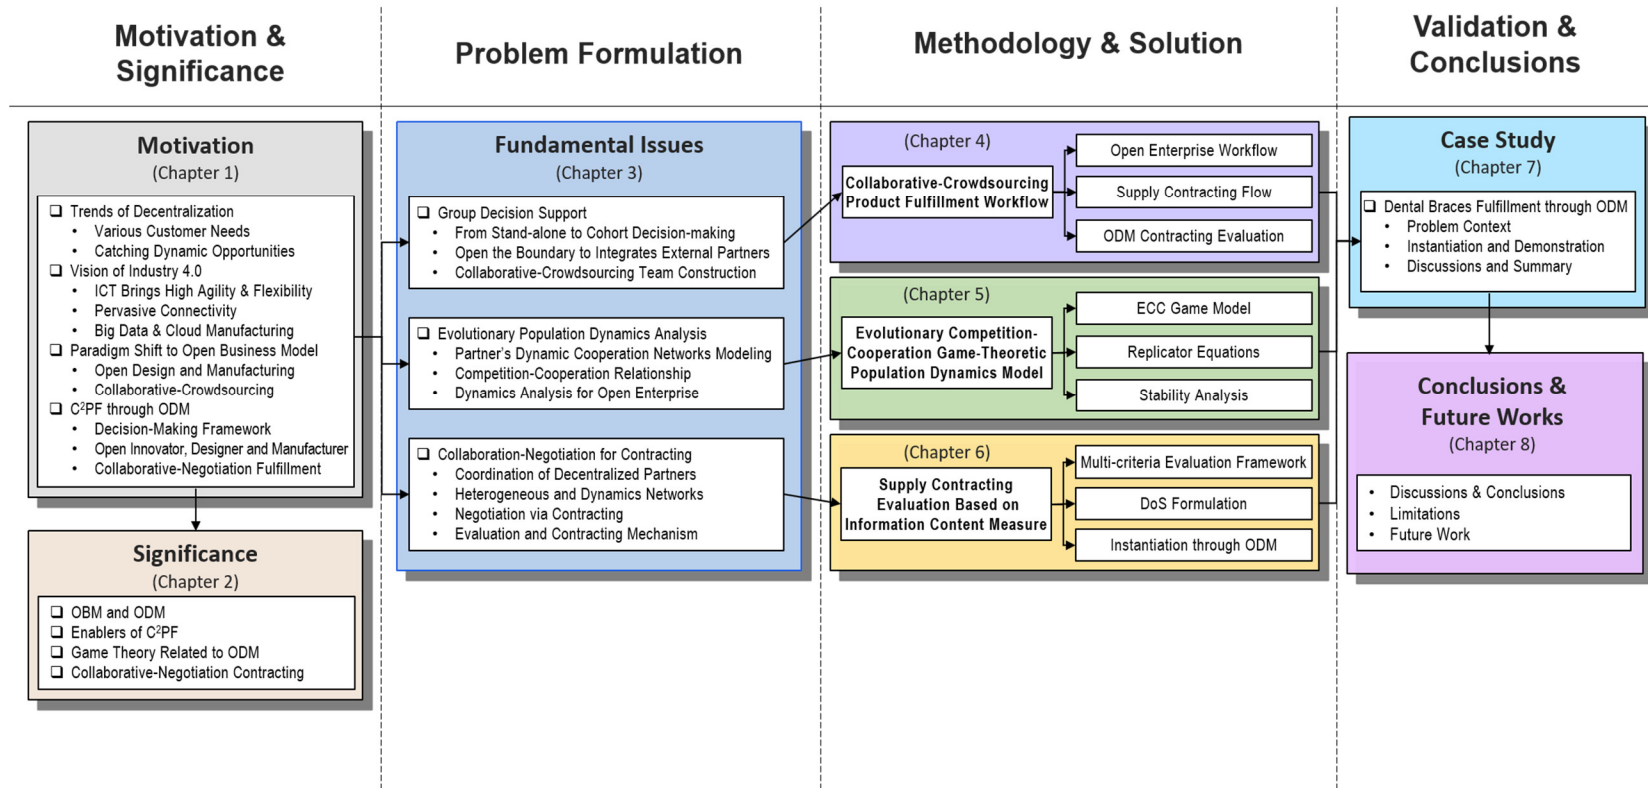 Motivation &
Significance
Problem Formulation
Methodology & Solution
Validation &
Conclusions
Motivation
(Chapter 1)
❑ Trends of Decentralization
• Various Customer Needs
• Catching Dynamic Opportunities
❑ Vision of Industry 4.0
• ICT Brings High Agility & Flexibility
• Pervasive Connectivity
• Big Data & Cloud Manufacturing
❑ Paradigm Shift to Open Business Model
• Open Design and Manufacturing
• Collaborative-Crowdsourcing
❑ C²PF through ODM
• Decision-Making Framework
• Open Innovator, Designer and Manufacturer
• Collaborative-Negotiation Fulfillment
Significance
(Chapter 2)
❑ OBM and ODM
❑ Enablers of C²PF
❑ Game Theory Related to ODM
❑ Collaborative-Negotiation Contracting
Fundamental Issues
(Chapter 3)
❑ Group Decision Support
• From Stand-alone to Cohort Decision-making
• Open the Boundary to Integrates External Partners
• Collaborative-Crowdsourcing Team Construction
❑ Evolutionary Population Dynamics Analysis
• Partner's Dynamic Cooperation Networks Modeling
• Competition-Cooperation Relationship
• Dynamics Analysis for Open Enterprise
❑ Collaboration-Negotiation for Contracting
• Coordination of Decentralized Partners
• Heterogeneous and Dynamics Networks
• Negotiation via Contracting
• Evaluation and Contracting Mechanism
(Chapter 4)
Collaborative-Crowdsourcing
Product Fulfillment Workflow
Open Enterprise Workflow
Supply Contracting Flow
ODM Contracting Evaluation
(Chapter 5)
Evolutionary Competition-
Cooperation Game-Theoretic
Population Dynamics Model
ECC Game Model
Replicator Equations
Stability Analysis
(Chapter 6)
Supply Contracting
Evaluation Based on
Information Content Measure
Multi-criteria Evaluation Framework
DoS Formulation
Instantiation through ODM
Case Study
(Chapter 7)
❑ Dental Braces Fulfillment through ODM
• Problem Context
• Instantiation and Demonstration
• Discussions and Summary
Conclusions &
Future Works
(Chapter 8)
• Discussions & Conclusions
• Limitations
• Future Work